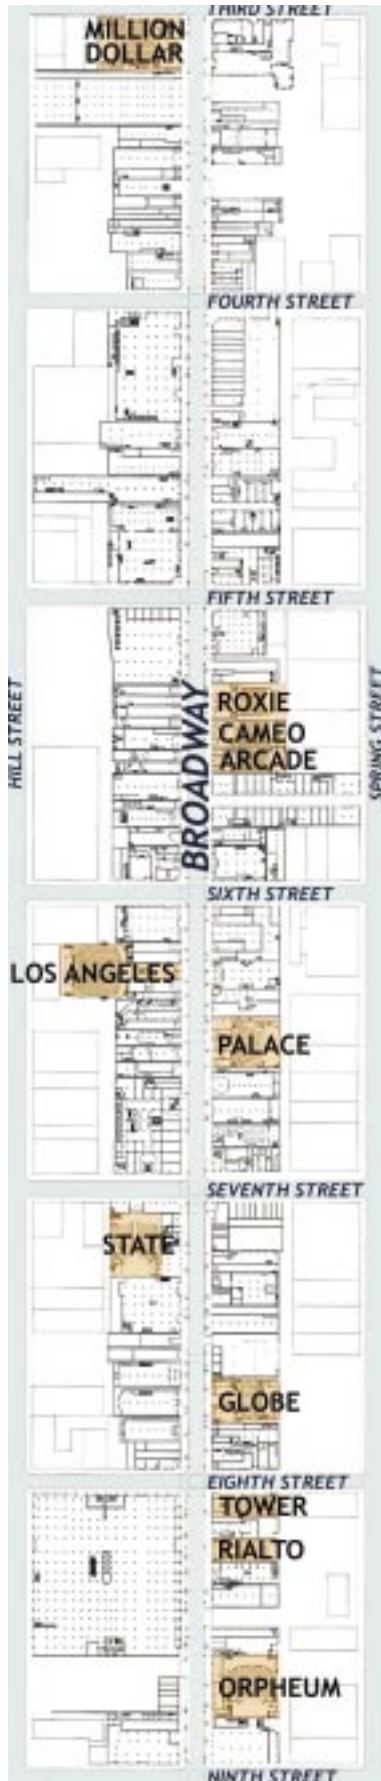 THIRD STREET
MILLION
DOLLAR
FOURTH STREET
FIFTH STREET
HILL STREET
BROADWAY
SPRING STREET
ROXIE
CAMEO
ARCADE
SIXTH STREET
LOS ANGELES
PALACE
SEVENTH STREET
STATE
GLOBE
EIGHTH STREET
TOWER
RIALTO
ORPHEUM
NINTH STREET